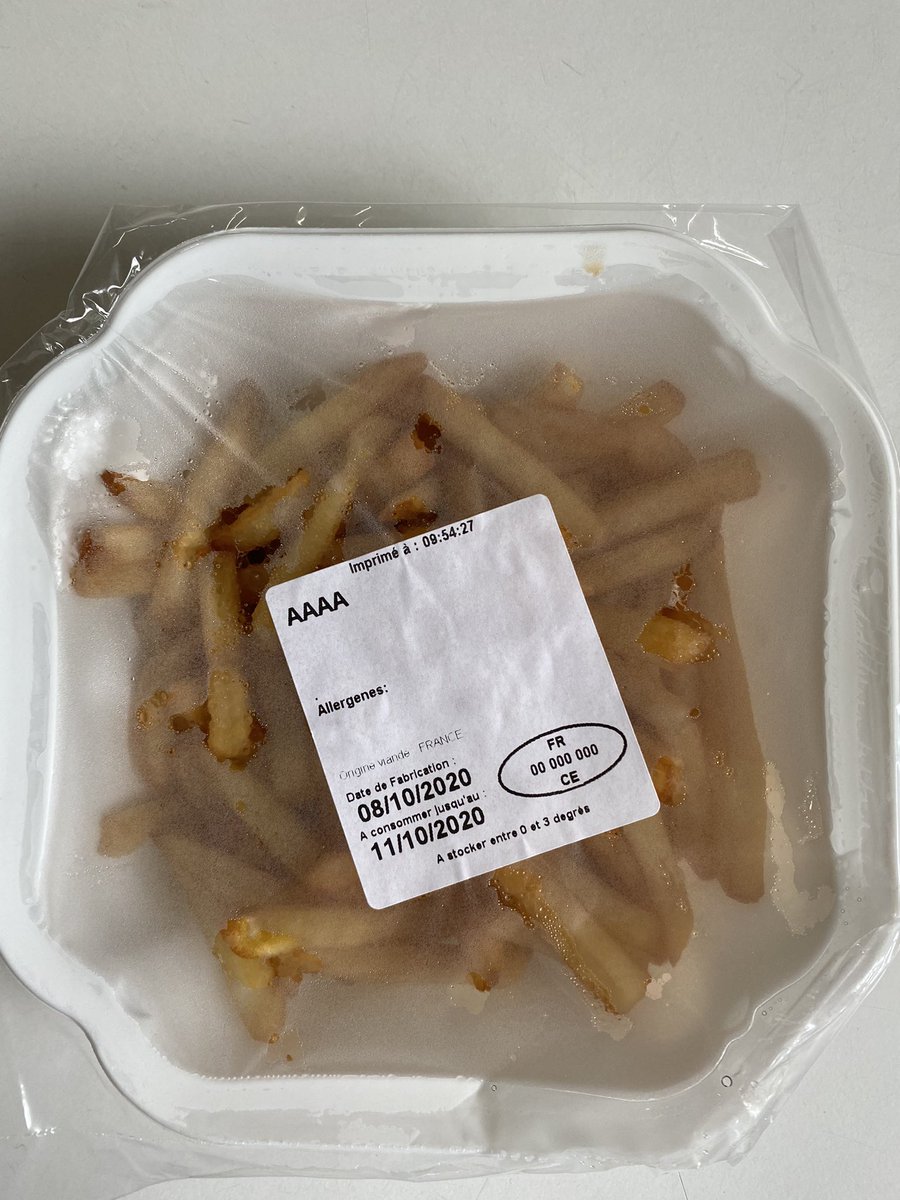 Imprimé à : 09:54:27
AAAA
.
Allergenes:
Origine viande FRANCE
Date de Fabrication :
08/10/2020
A consommer jusqu'au :
11/10/2020
FR
00 000 000
CE
A stocker entre 0 et 3 degrés